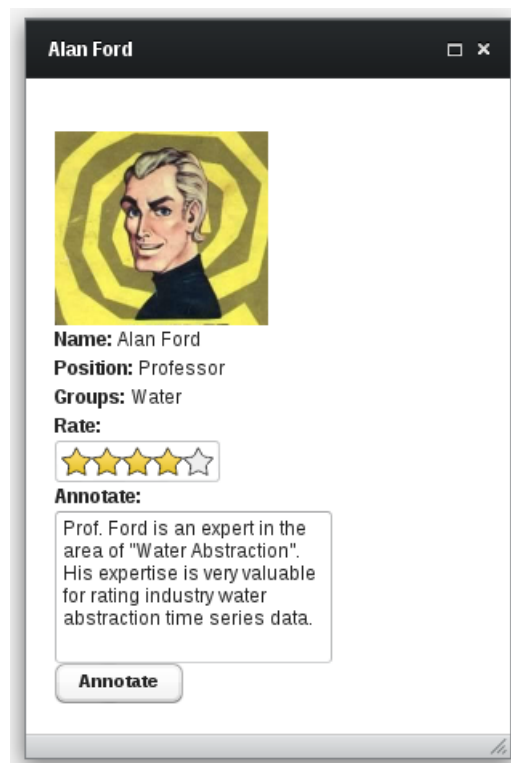 Alan Ford
Name: Alan Ford
Position: Professor
Groups: Water
Rate:
Annotate:
Prof. Ford is an expert in the
area of "Water Abstraction".
His expertise is very valuable
for rating industry water
abstraction time series data.
Annotate